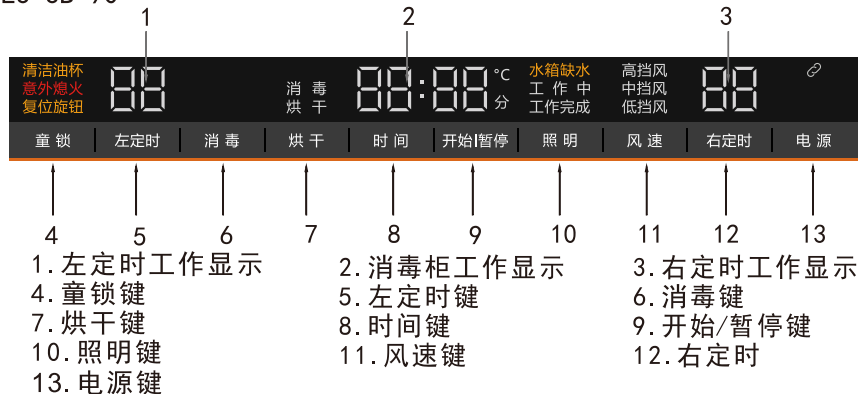 1 2 3
清洁油杯 88 消 毒 88:88 ℃ 水箱缺水 高挡风 88
意外熄火 烘 干 分 工 作 中 中挡风
复位旋钮 工作完成 低挡风
童 锁 左定时 消 毒 烘 干 时 间 开始|暂停 照 明 风 速 右定时 电 源
4 5 6 7 8 9 10 11 12 13
1.左定时工作显示 2.消毒柜工作显示 3.右定时工作显示
4.童锁键 5.左定时键 6.消毒键
7.烘干键 8.时间键 9.开始/暂停键
10.照明键 11.风速键 12.右定时
13.电源键